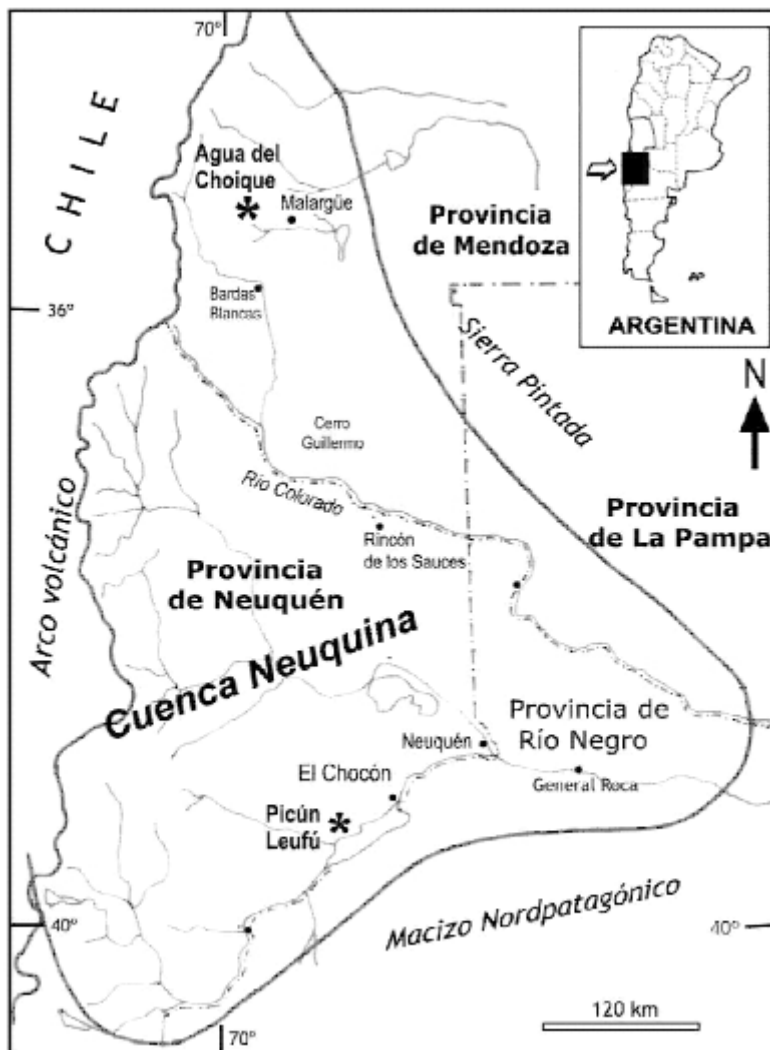 70°
CHILE
Agua del
Choique
*
Malargüe
Provincia
de Mendoza
ARGENTINA
36°
Bardas
Blancas
Sierra Pintada
N
Cerro
Guillermo
Río Colorado
Rincón
de los Sauces
Provincia
de La Pampa
Arco volcánico
Provincia
de Neuquén
Cuenca Neuquina
Provincia de
Río Negro
Neuquén
General Roca
El Chocón
Picún
Leufú
*
Macizo Nordpatagónico
40°
40°
120 km
70°